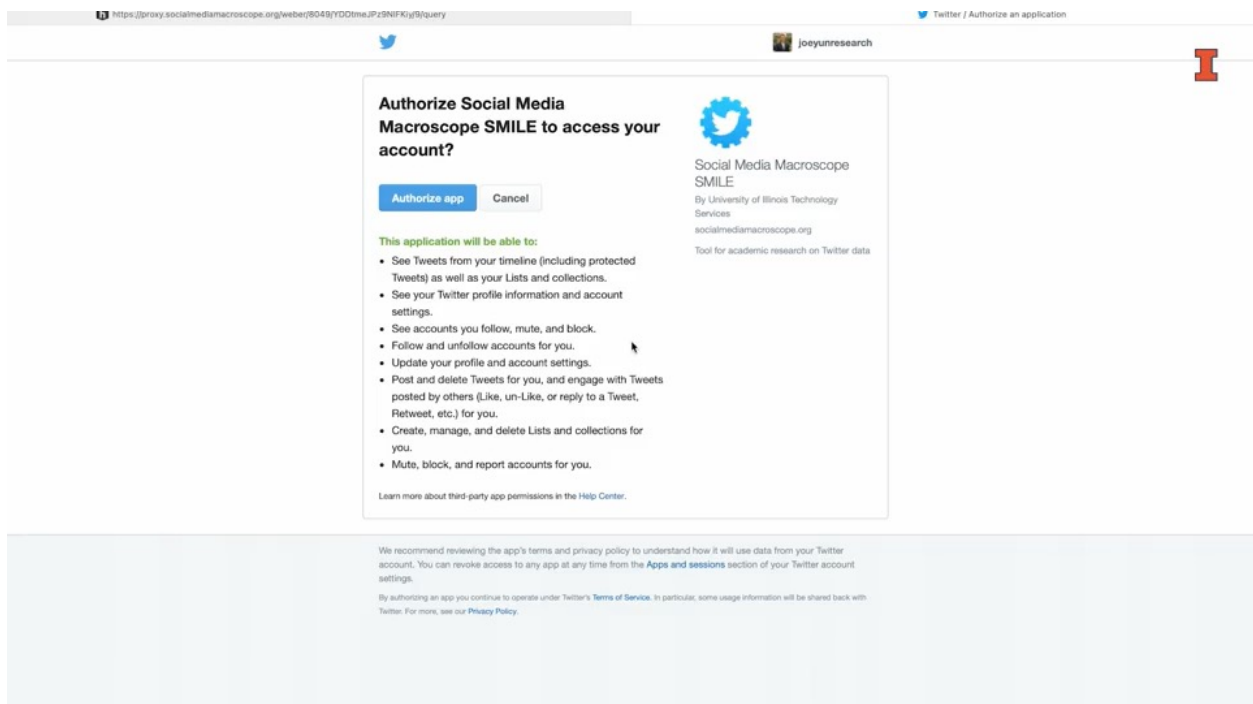 https://proxy.socialmediamacroscope.org/weber/6049/YDOtmeJPz9NIFKiy/9/query
Twitter / Authorize an application
joeyunresearch
I
Authorize Social Media
Macroscope SMILE to access your
account?
Authorize app
Cancel
This application will be able to:
• See Tweets from your timeline (including protected
Tweets) as well as your Lists and collections.
• See your Twitter profile information and account
settings.
• See accounts you follow, mute, and block.
• Follow and unfollow accounts for you.
• Update your profile and account settings.
• Post and delete Tweets for you, and engage with Tweets
posted by others (Like, un-Like, or reply to a Tweet,
Retweet, etc.) for you.
• Create, manage, and delete Lists and collections for
you.
• Mute, block, and report accounts for you.
Learn more about third-party app permissions in the Help Center.
Social Media Macroscope
SMILE
By University of Illinois Technology
Services
socialmediamacroscope.org
Tool for academic research on Twitter data
We recommend reviewing the app's terms and privacy policy to understand how it will use data from your Twitter
account. You can revoke access to any app at any time from the Apps and sessions section of your Twitter account
settings.
By authorizing an app you continue to operate under Twitter's Terms of Service. In particular, some usage information will be shared back with
Twitter. For more, see our Privacy Policy.